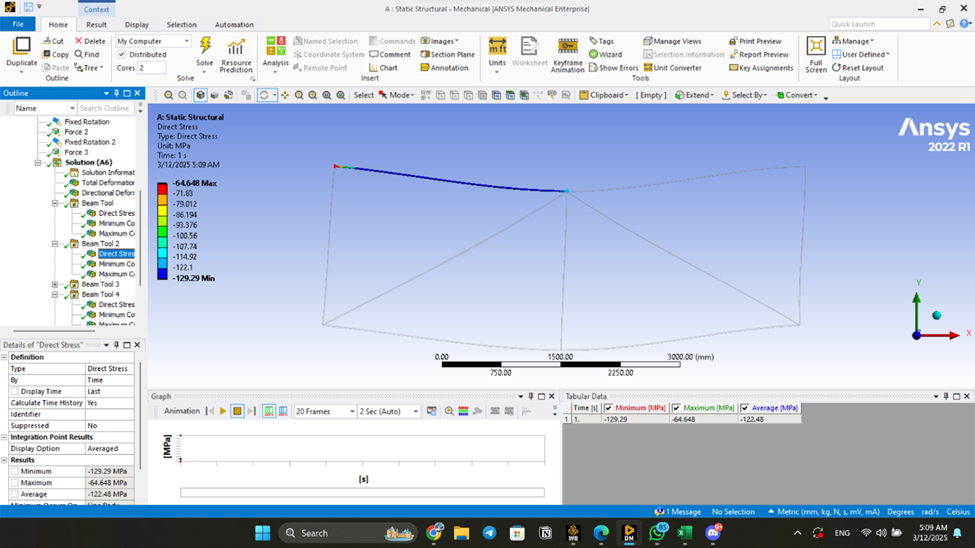 Context
A : Static Structural - Mechanical [ANSYS Mechanical Enterprise]
File Home Result Display Selection Automation Quick Launch
Duplicate Cut Copy Paste Delete Find Tree Outline
My Computer Distributed Cores 2 Solve Resource Prediction Solve
Analysis Named Selection Coordinate System Remote Point Commands Comment Chart Images Section Plane Annotation Insert
Units Worksheet Keyframe Animation Tags Wizard Show Errors Manage Views Selection Information Unit Converter Print Preview Report Preview Key Assignments Tools
Full Screen Manage User Defined Reset Layout Layout
Outline
Name Search Outline
Select Mode Clipboard [ Empty ] Extend Select By Convert
Fixed Rotation
Force 2
Fixed Rotation 2
Force 3
Solution (A6)
Solution Informat
Total Deformation
Directional Defor
Beam Tool
Direct Stress
Minimum Co
Maximum C
Beam Tool 2
Direct Stres
Minimum Co
Maximum C
Beam Tool 3
Beam Tool 4
Direct Stres
Minimum Co
Maximum Co
A: Static Structural
Direct Stress
Type: Direct Stress
Unit: MPa
Time: 1 s
3/12/2025 5:09 AM
-64.648 Max
-71.83
-79.012
-86.194
-93.376
-100.56
-107.74
-114.92
-122.1
-129.29 Min
Ansys
2022 R1
Y
X
0.00 1500.00 3000.00 (mm)
750.00 2250.00
Details of "Direct Stress"
Definition
Type Direct Stress
By Time
Display Time Last
Calculate Time History Yes
Identifier
Suppressed No
Integration Point Results
Display Option Averaged
Results
Minimum -129.29 MPa
Maximum -64.648 MPa
Average -122.48 MPa
Graph
Animation 20 Frames 2 Sec (Auto)
[MPa]
[s]
Tabular Data
Time [s] Minimum [MPa] Maximum [MPa] Average [MPa]
1 1. -129.29 -64.648 -122.48
1 Message No Selection Metric (mm, kg, N, s, mV, mA) Degrees rad/s Celsius
Search
WB
DM
85
ENG
5:09 AM
3/12/2025